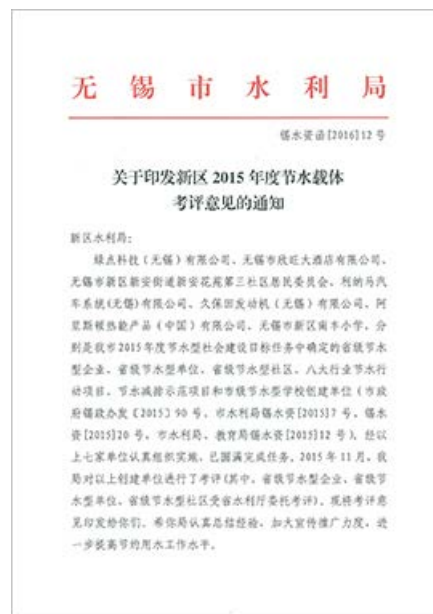 无锡市水利局
锡水资函[2016]12号
关于印发新区2015年度节水载体
考评意见的通知
新区水利局：
绿点科技（无锡）有限公司、无锡市欣旺大酒店有限公司、
无锡市新区新安街道新安花苑第三社区居民委员会、利纳马汽
车系统(无锡)有限公司、久保田发动机（无锡）有限公司、阿
里斯顿热能产品（中国）有限公司、无锡市新区南丰小学，分
别是我市2015年度节水型社会建设目标任务中确定的省级节水
型企业、省级节水型单位、省级节水型社区、八大行业节水行
动项目、节水减排示范项目和市级节水型学校创建单位（市政
府锡政办发〔2015〕90号、市水利局锡水资[2015]7号、锡水
资[2015]20号、市水利局、教育局锡水资[2015]12号）。经以
上七家单位认真组织实施，已圆满完成任务。2015年11月，我
局对以上创建单位进行了考评(其中，省级节水型企业、省级节
水型单位、省级节水型社区受省水利厅委托考评)。现将考评意
见印发给你们。希你局认真总结经验，加大宣传推广力度，进
一步提高节约用水工作水平。